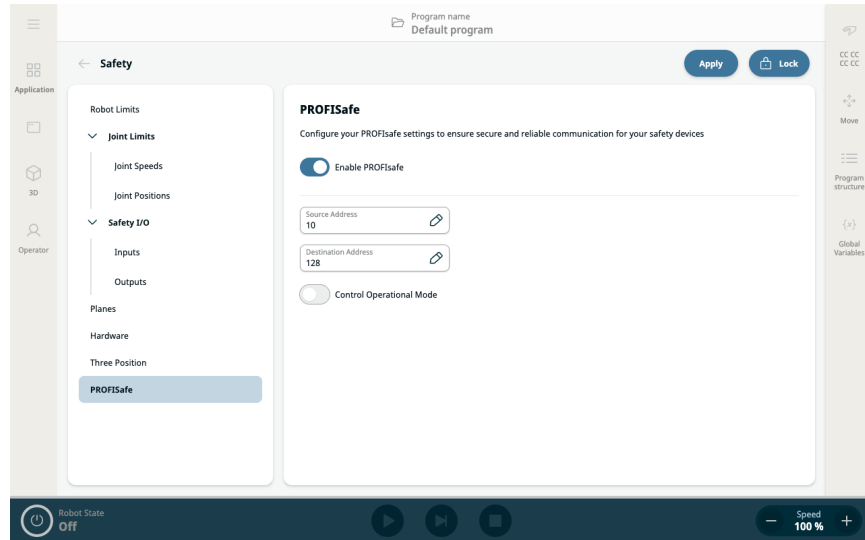 Program name
Default program
Safety
Apply
Lock
Application
3D
Operator
Robot Limits
Joint Limits
Joint Speeds
Joint Positions
Safety I/O
Inputs
Outputs
Planes
Hardware
Three Position
PROFISafe
PROFISafe
Configure your PROFIsafe settings to ensure secure and reliable communication for your safety devices
Enable PROFIsafe
Source Address
10
Destination Address
128
Control Operational Mode
CC CC
CC CC
Move
Program
structure
{x}
Global
Variables
Robot State
Off
Speed
100 %